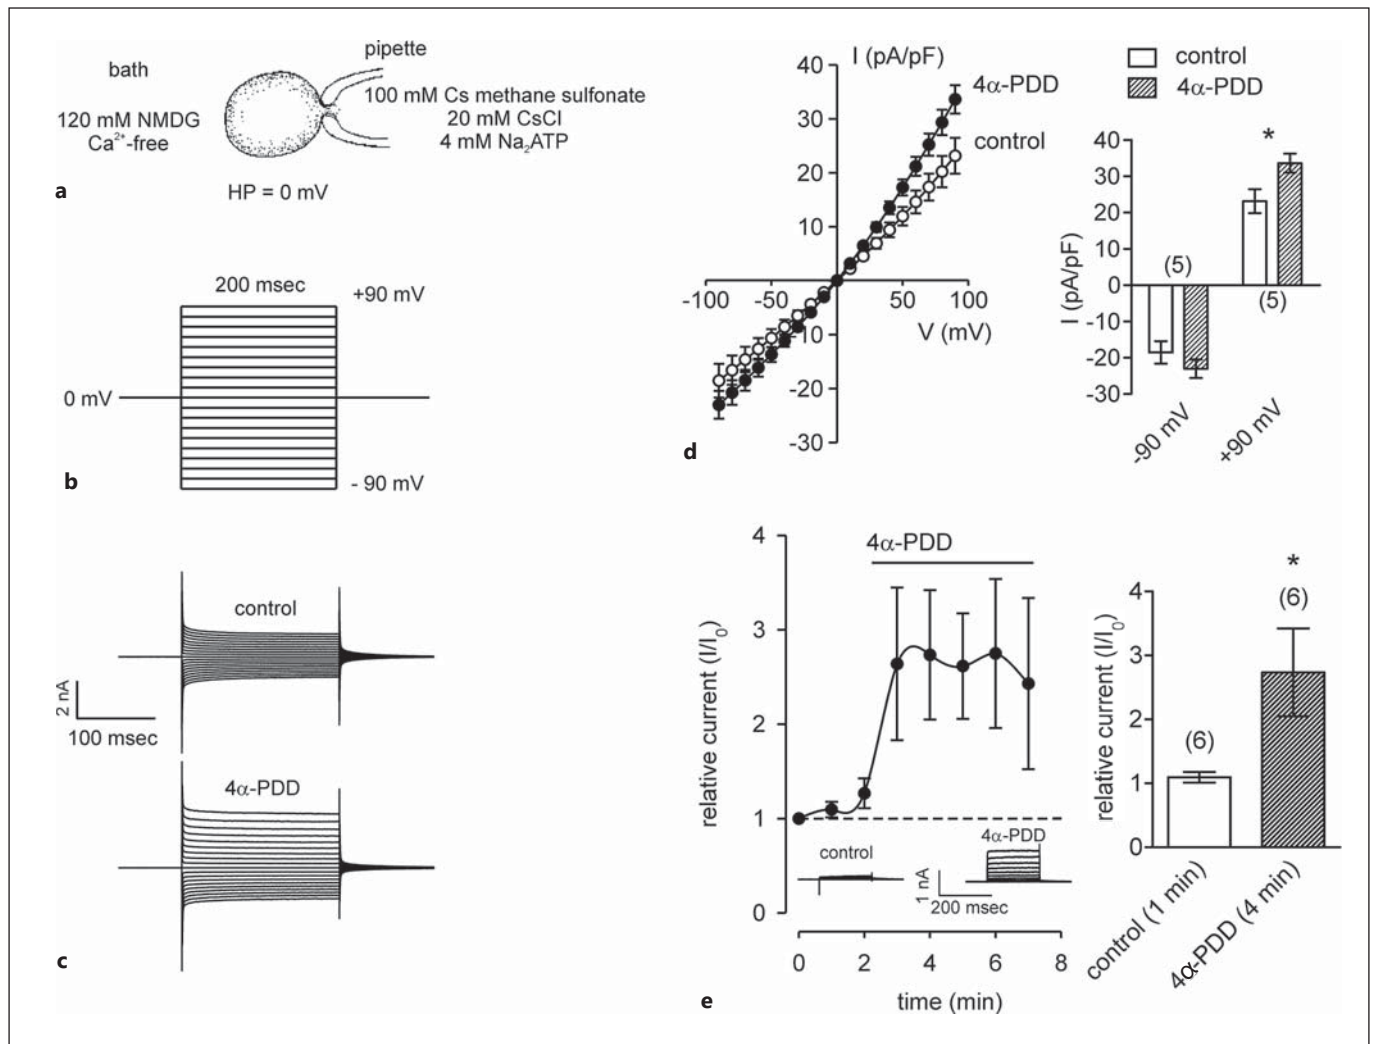 bath
pipette
120 mM NMDG
Ca²⁺-free
100 mM Cs methane sulfonate
20 mM CsCl
4 mM Na₂ATP
HP = 0 mV
a
200 msec
+90 mV
0 mV
- 90 mV
b
control
2 nA
100 msec
4α-PDD
c
I (pA/pF)
40
30
20
10
-10
-20
-30
-100
-50
50
100
V (mV)
4α-PDD
control
control
4α-PDD
I (pA/pF)
40
30
20
10
0
-10
-20
-30
*
(5)
(5)
-90 mV
+90 mV
d
relative current (I/I₀)
4
3
2
1
0
4α-PDD
control
4α-PDD
1 nA
200 msec
0
2
4
6
8
time (min)
relative current (I/I₀)
4
3
2
1
0
*
(6)
(6)
control (1 min)
4α-PDD (4 min)
e